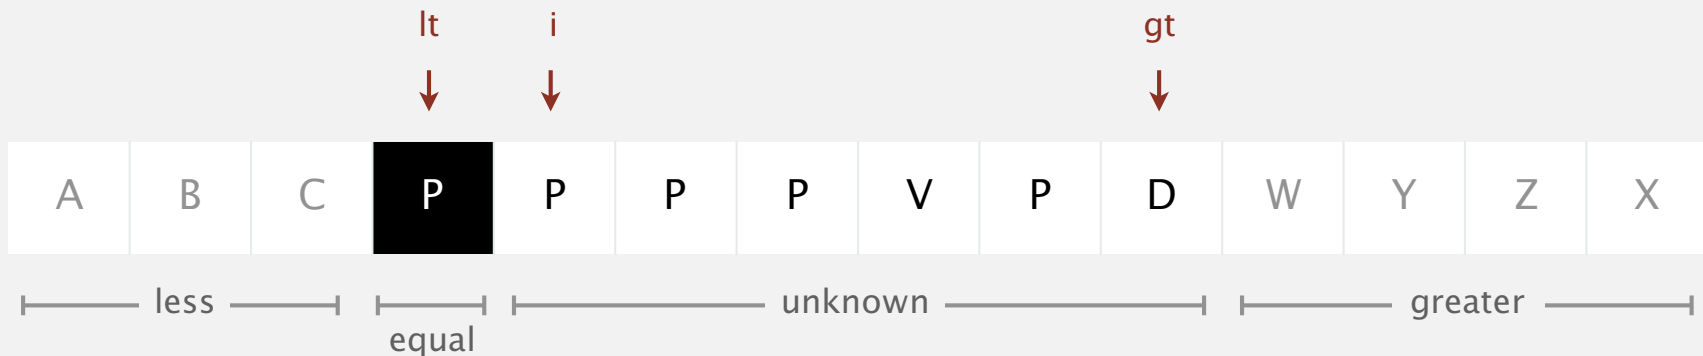 lt i gt
A B C P P P P V P D W Y Z X
less unknown greater
equal